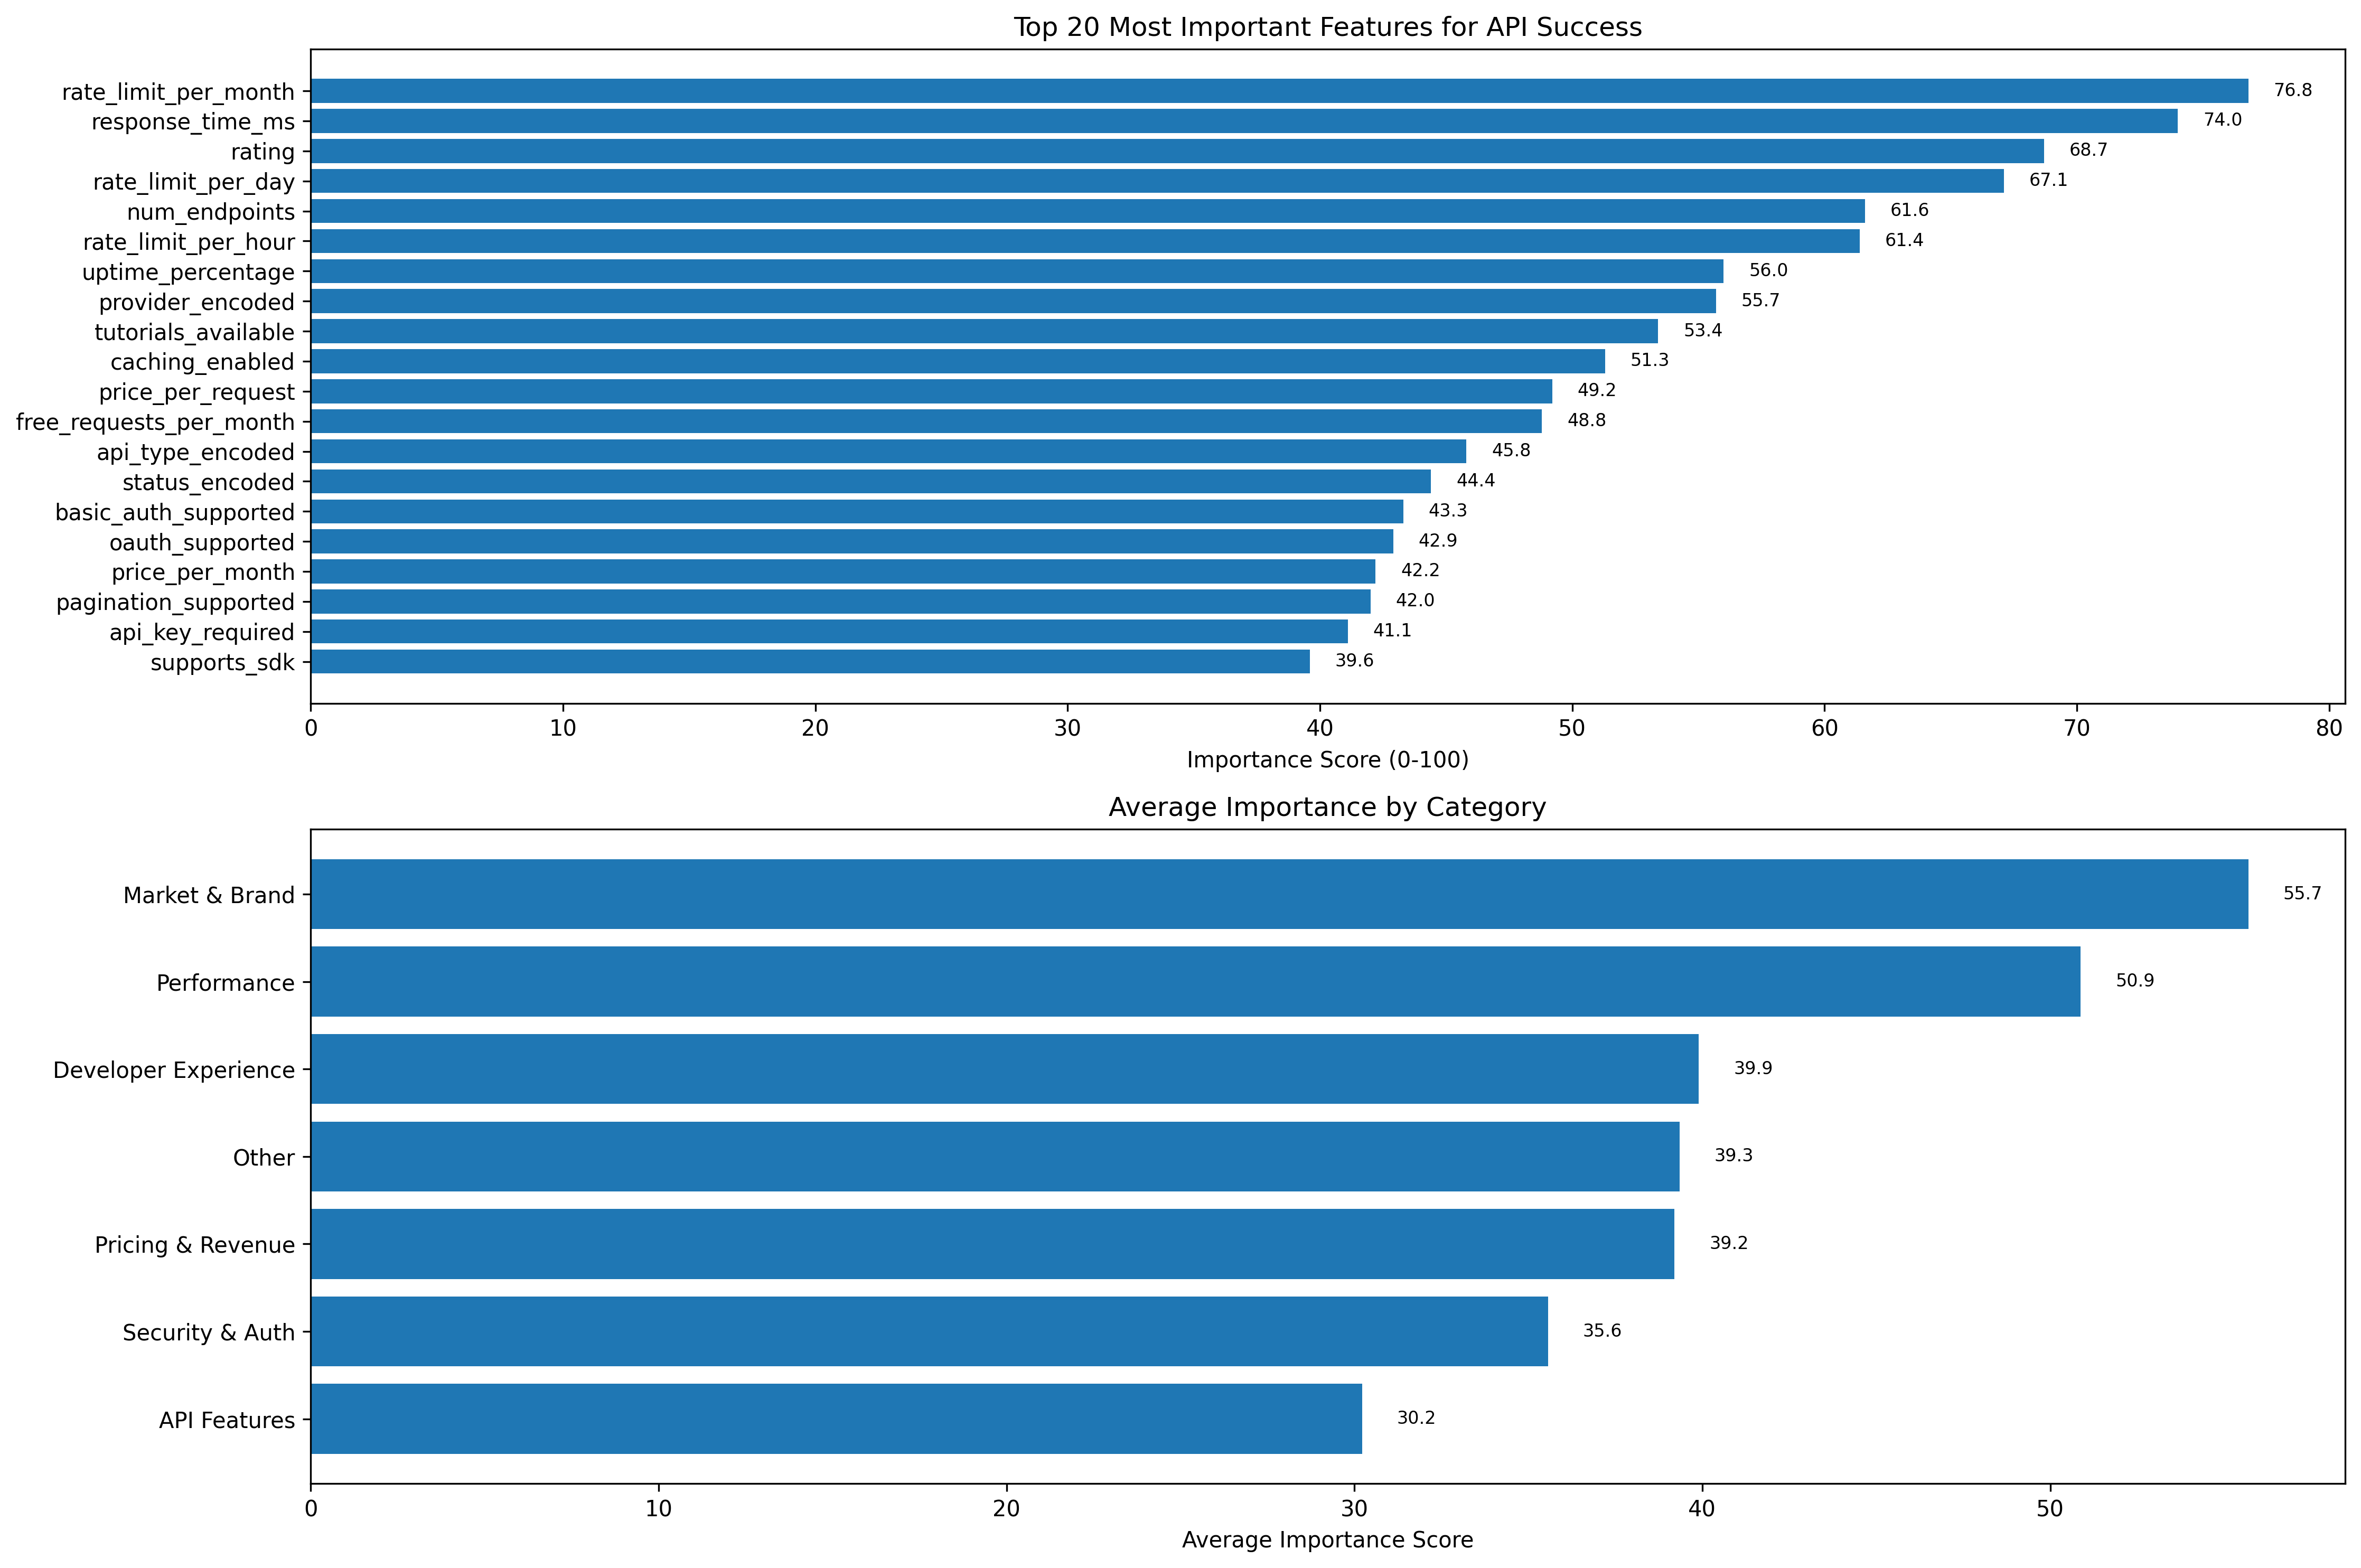 Top 20 Most Important Features for API Success
rate_limit_per_month 76.8
response_time_ms 74.0
rating 68.7
rate_limit_per_day 67.1
num_endpoints 61.6
rate_limit_per_hour 61.4
uptime_percentage 56.0
provider_encoded 55.7
tutorials_available 53.4
caching_enabled 51.3
price_per_request 49.2
free_requests_per_month 48.8
api_type_encoded 45.8
status_encoded 44.4
basic_auth_supported 43.3
oauth_supported 42.9
price_per_month 42.2
pagination_supported 42.0
api_key_required 41.1
supports_sdk 39.6
0 10 20 30 40 50 60 70 80
Importance Score (0-100)
Average Importance by Category
Market & Brand 55.7
Performance 50.9
Developer Experience 39.9
Other 39.3
Pricing & Revenue 39.2
Security & Auth 35.6
API Features 30.2
0 10 20 30 40 50
Average Importance Score